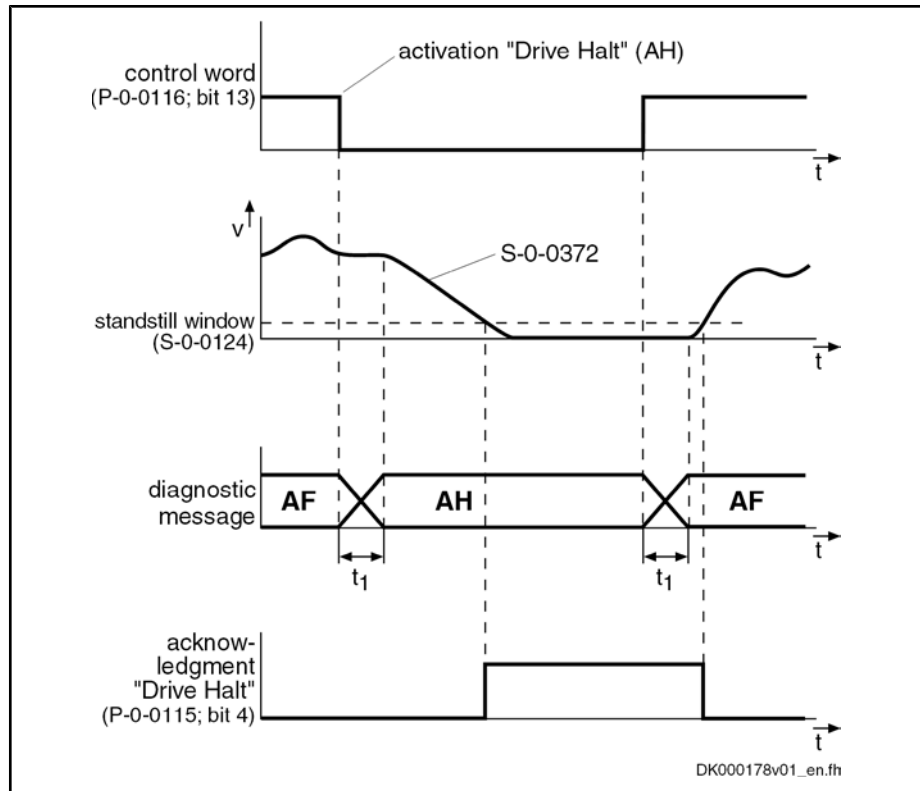 activation "Drive Halt" (AH)
control word
(P-0-0116; bit 13)
t
v
S-0-0372
standstill window
(S-0-0124)
t
diagnostic
message
AF
AH
AF
t
t1
t1
acknow-
ledgment
"Drive Halt"
(P-0-0115; bit 4)
t
DK000178v01_en.fh